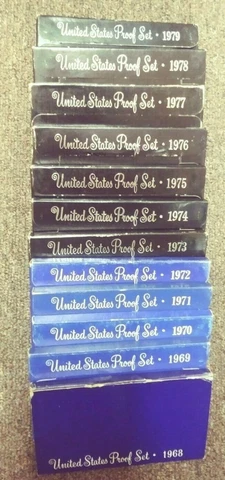 United States Proof Set • 1979
United States Proof Set • 1978
United States Proof Set • 1977
United States Proof Set • 1976
United States Proof Set • 1975
United States Proof Set • 1974
United States Proof Set • 1973
United States Proof Set • 1972
United States Proof Set • 1971
United States Proof Set • 1970
United States Proof Set • 1969
United States Proof Set • 1968